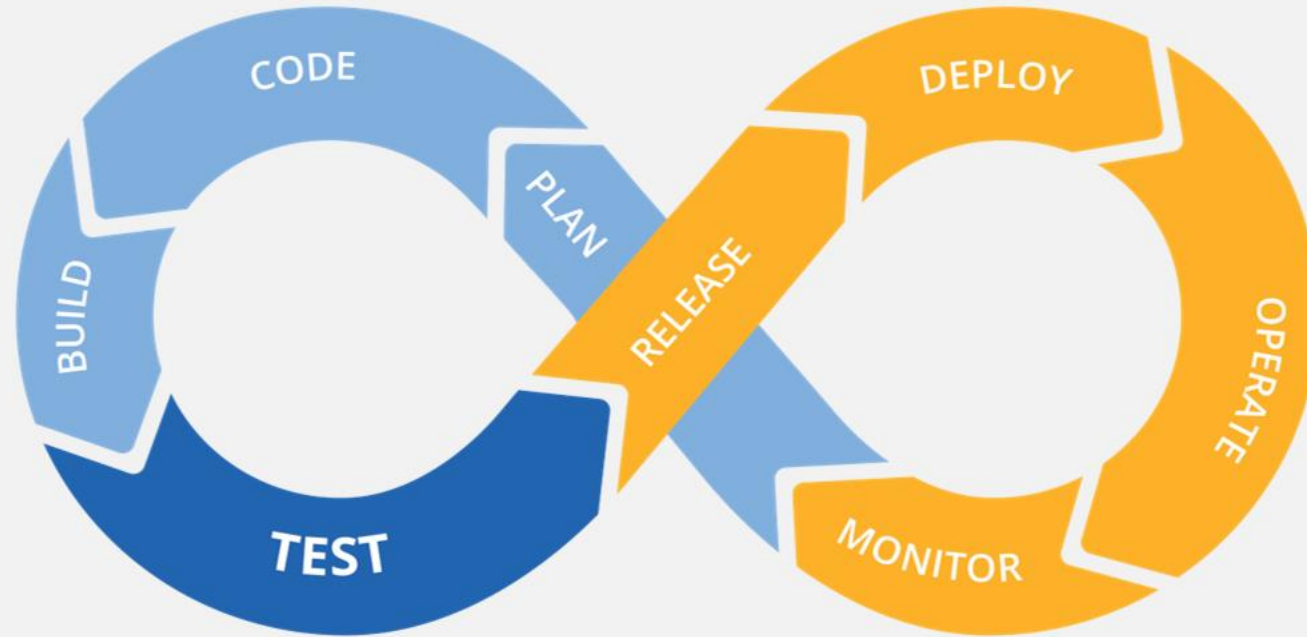 CODE
DEPLOY
PLAN
BUILD
RELEASE
OPERATE
TEST
MONITOR